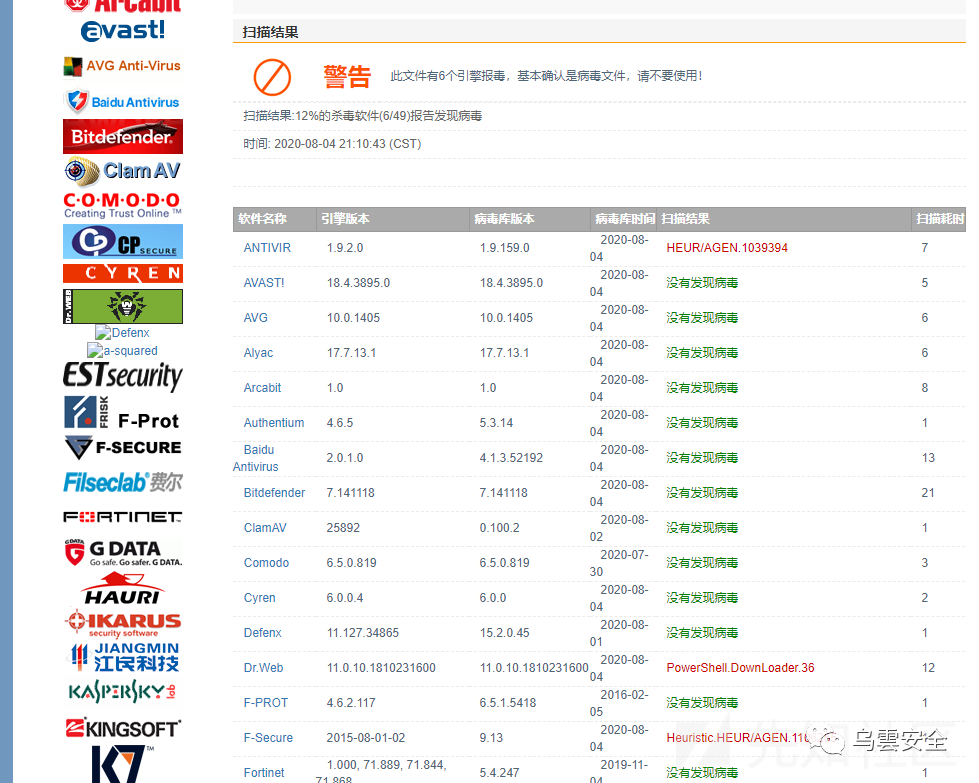 Arcabit
avast!
AVG Anti-Virus
Baidu Antivirus
Bitdefender
Clam AV
C·O·M·O·D·O
Creating Trust Online ™
CP SECURE
CYREN
Dr.WEB
Defenx
a-squared
ESTsecurity
FRISK F-Prot
F-SECURE
Filseclab 费尔
FORTINET
G DATA
Go safe. Go safer. G DATA.
HAURI
IKARUS
security software
JIANGMIN
江民科技
KASPERSKY lab
KINGSOFT
K7 ™
扫描结果
警告 此文件有6个引擎报毒，基本确认是病毒文件，请不要使用！
扫描结果:12%的杀毒软件(6/49)报告发现病毒
时间: 2020-08-04 21:10:43 (CST)
软件名称 引擎版本 病毒库版本 病毒库时间 扫描结果 扫描耗时
ANTIVIR 1.9.2.0 1.9.159.0 2020-08-04 HEUR/AGEN.1039394 7
AVAST! 18.4.3895.0 18.4.3895.0 2020-08-04 没有发现病毒 5
AVG 10.0.1405 10.0.1405 2020-08-04 没有发现病毒 6
Alyac 17.7.13.1 17.7.13.1 2020-08-04 没有发现病毒 6
Arcabit 1.0 1.0 2020-08-04 没有发现病毒 8
Authentium 4.6.5 5.3.14 2020-08-04 没有发现病毒 1
Baidu Antivirus 2.0.1.0 4.1.3.52192 2020-08-04 没有发现病毒 13
Bitdefender 7.141118 7.141118 2020-08-04 没有发现病毒 21
ClamAV 25892 0.100.2 2020-08-02 没有发现病毒 1
Comodo 6.5.0.819 6.5.0.819 2020-07-30 没有发现病毒 3
Cyren 6.0.0.4 6.0.0 2020-08-04 没有发现病毒 2
Defenx 11.127.34865 15.2.0.45 2020-08-01 没有发现病毒 1
Dr.Web 11.0.10.1810231600 11.0.10.1810231600 2020-08-04 PowerShell.DownLoader.36 12
F-PROT 4.6.2.117 6.5.1.5418 2016-02-05 没有发现病毒 1
F-Secure 2015-08-01-02 9.13 2020-08-04 Heuristic.HEUR/AGEN.110
Fortinet 1.000, 71.889, 71.844, 71.868 5.4.247 2019-11-04 没有发现病毒 1
乌雲安全
先知社区